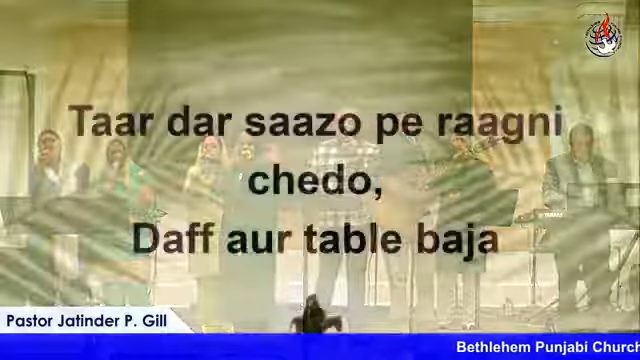 Taar dar saazo pe raagni
chedo,
Daff aur table baja
Pastor Jatinder P. Gill
Bethlehem Punjabi Church